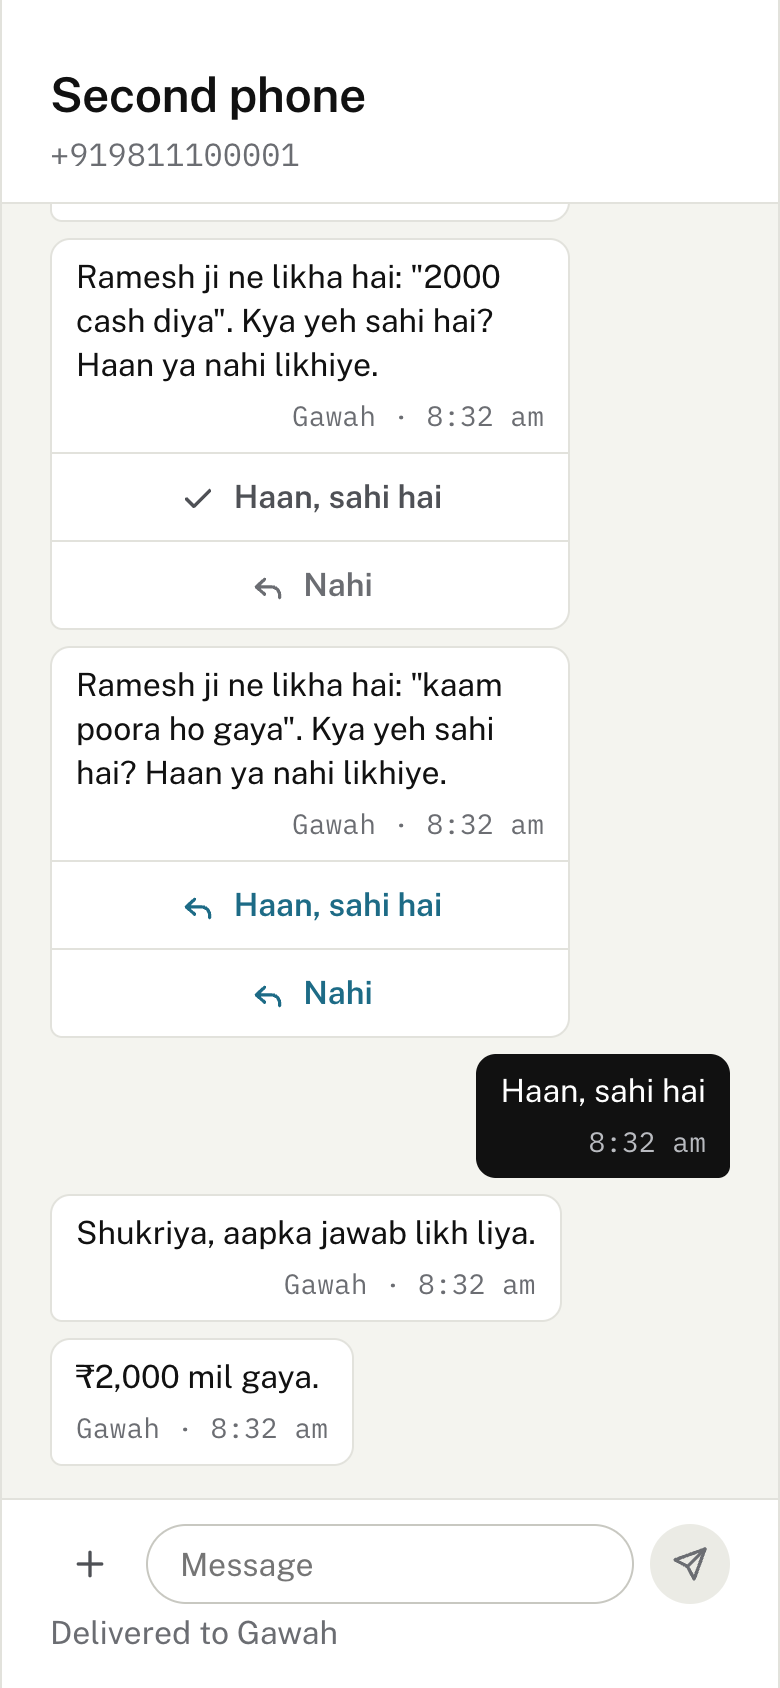 Second phone
+919811100001
Ramesh ji ne likha hai: "2000
cash diya". Kya yeh sahi hai?
Haan ya nahi likhiye.
Gawah · 8:32 am
Haan, sahi hai
Nahi
Ramesh ji ne likha hai: "kaam
poora ho gaya". Kya yeh sahi
hai? Haan ya nahi likhiye.
Gawah · 8:32 am
Haan, sahi hai
Nahi
Haan, sahi hai
8:32 am
Shukriya, aapka jawab likh liya.
Gawah · 8:32 am
₹2,000 mil gaya.
Gawah · 8:32 am
Message
Delivered to Gawah